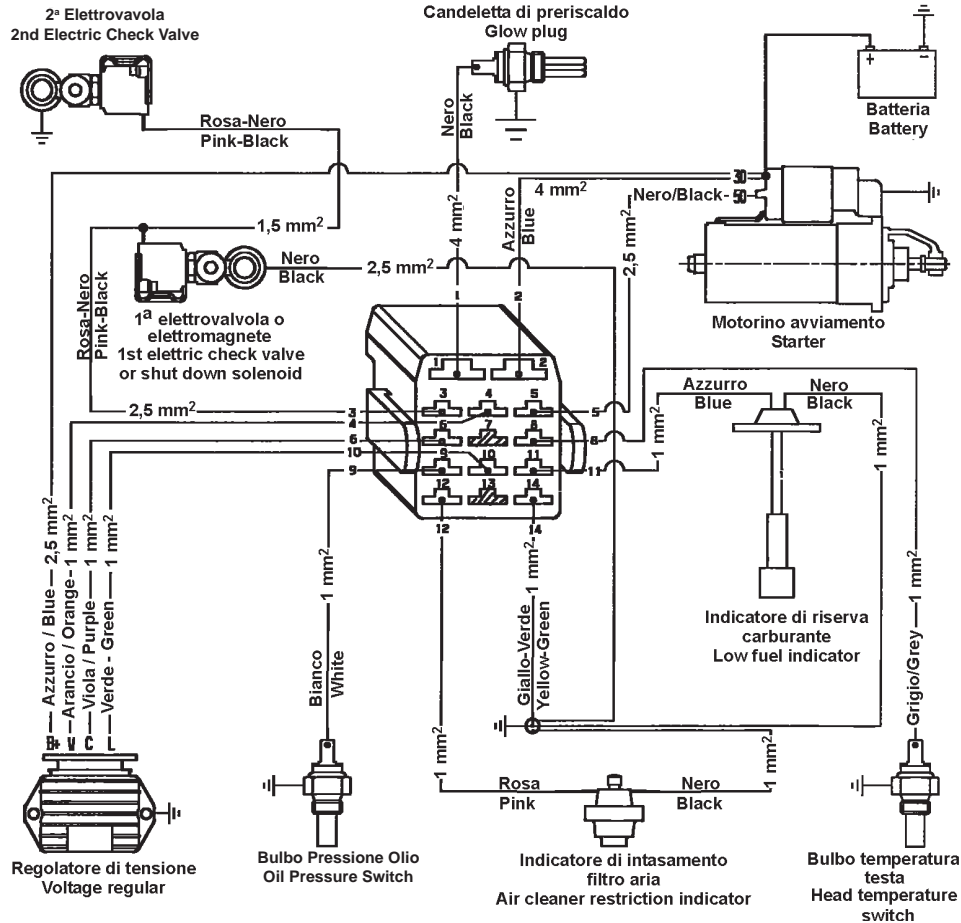 2ª Elettrovavola
2nd Electric Check Valve
Candeletta di preriscaldo
Glow plug
+ -
Batteria
Battery
Rosa-Nero
Pink-Black
Nero
Black
4 mm²
Azzurro
Blue
4 mm²
30
Nero/Black
50
1,5 mm²
Nero
Black
2,5 mm²
2,5 mm²
Rosa-Nero
Pink-Black
1ª elettrovalvola o
elettromagnete
1st elettric check valve
or shut down solenoid
Motorino avviamento
Starter
1
2
1
2
3
4
5
6
7
8
9
10
11
12
13
14
2,5 mm²
3
4
6
10
9
5
8
11
12
14
Azzurro
Blue
Nero
Black
1 mm²
1 mm²
Indicatore di riserva
carburante
Low fuel indicator
Azzurro / Blue
2,5 mm²
Arancio / Orange
1 mm²
Viola / Purple
1 mm²
Verde - Green
1 mm²
B+ W C L
Regolatore di tensione
Voltage regular
1 mm²
Bianco
White
Bulbo Pressione Olio
Oil Pressure Switch
1 mm²
Giallo-Verde
Yellow-Green
1 mm²
Rosa
Pink
Nero
Black
1 mm²
Indicatore di intasamento
filtro aria
Air cleaner restriction indicator
1 mm²
Grigio/Grey
Bulbo temperatura
testa
Head temperature
switch